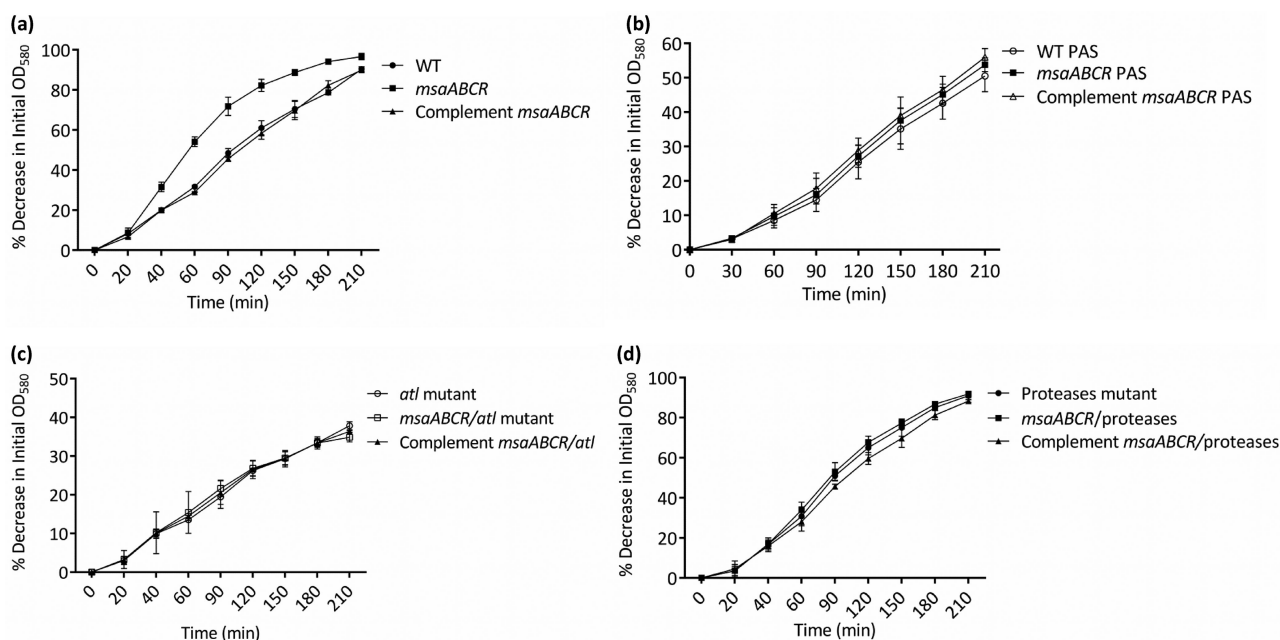 (a)
% Decrease in Initial OD580
100
80
60
40
20
0
0 20 40 60 90 120 150 180 210
Time (min)
WT
msaABCR
Complement msaABCR
(b)
% Decrease in Initial OD580
60
50
40
30
20
10
0
0 30 60 90 120 150 180 210
Time (min)
WT PAS
msaABCR PAS
Complement msaABCR PAS
(c)
% Decrease in Initial OD580
50
40
30
20
10
0
0 20 40 60 90 120 150 180 210
Time (min)
atl mutant
msaABCR/atl mutant
Complement msaABCR/atl
(d)
% Decrease in Initial OD580
100
80
60
40
20
0
0 20 40 60 90 120 150 180 210
Time (min)
Proteases mutant
msaABCR/proteases
Complement msaABCR/proteases